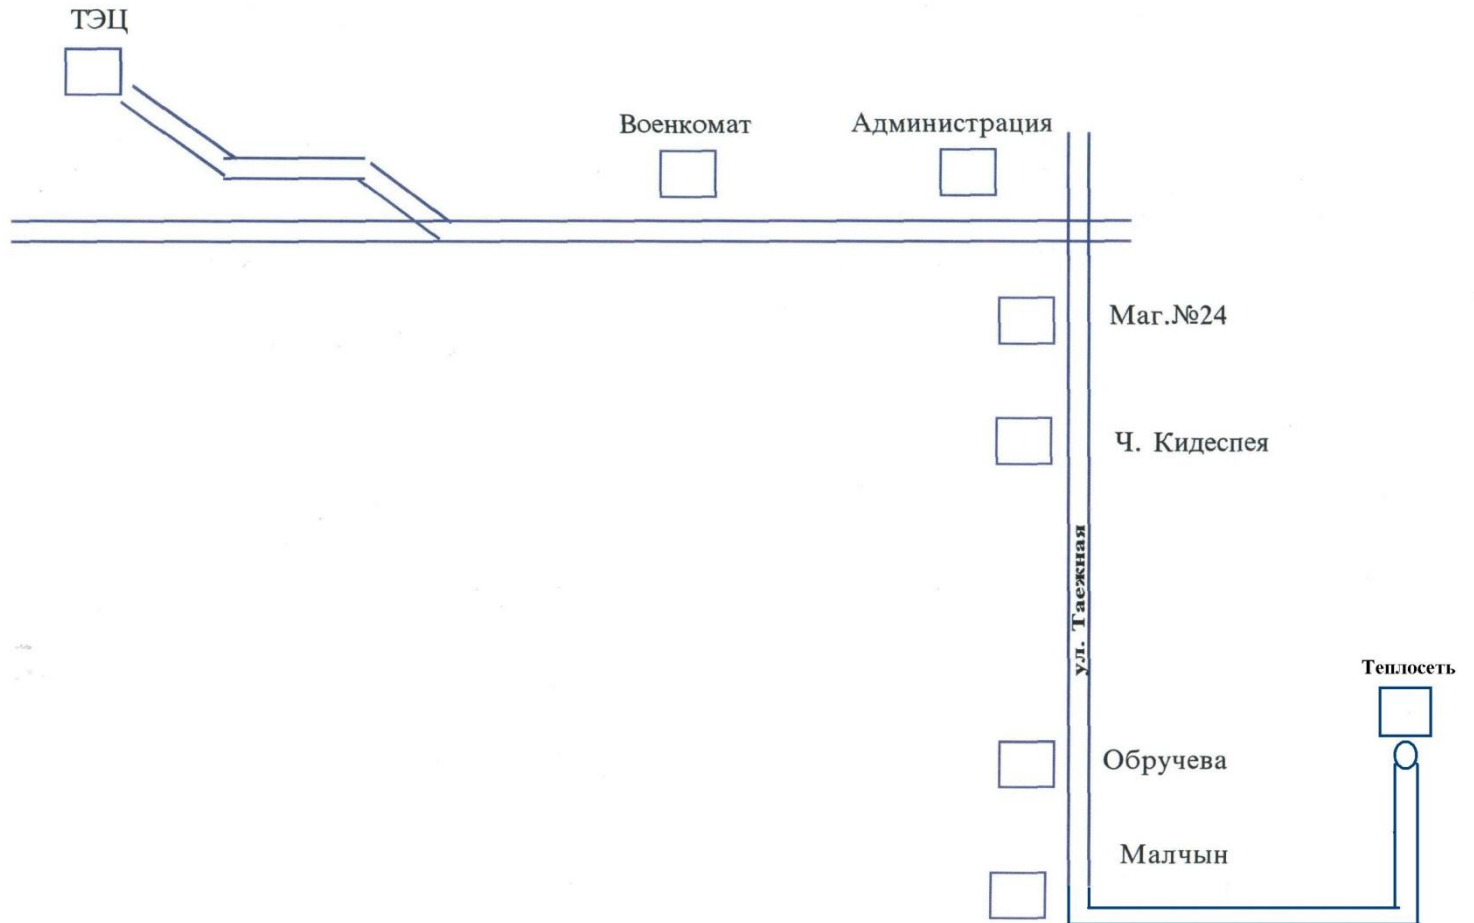 ТЭЦ
Военкомат
Администрация
Маг.№24
Ч. Кидеспея
ул. Таежная
Теплосеть
Обручева
Малчын